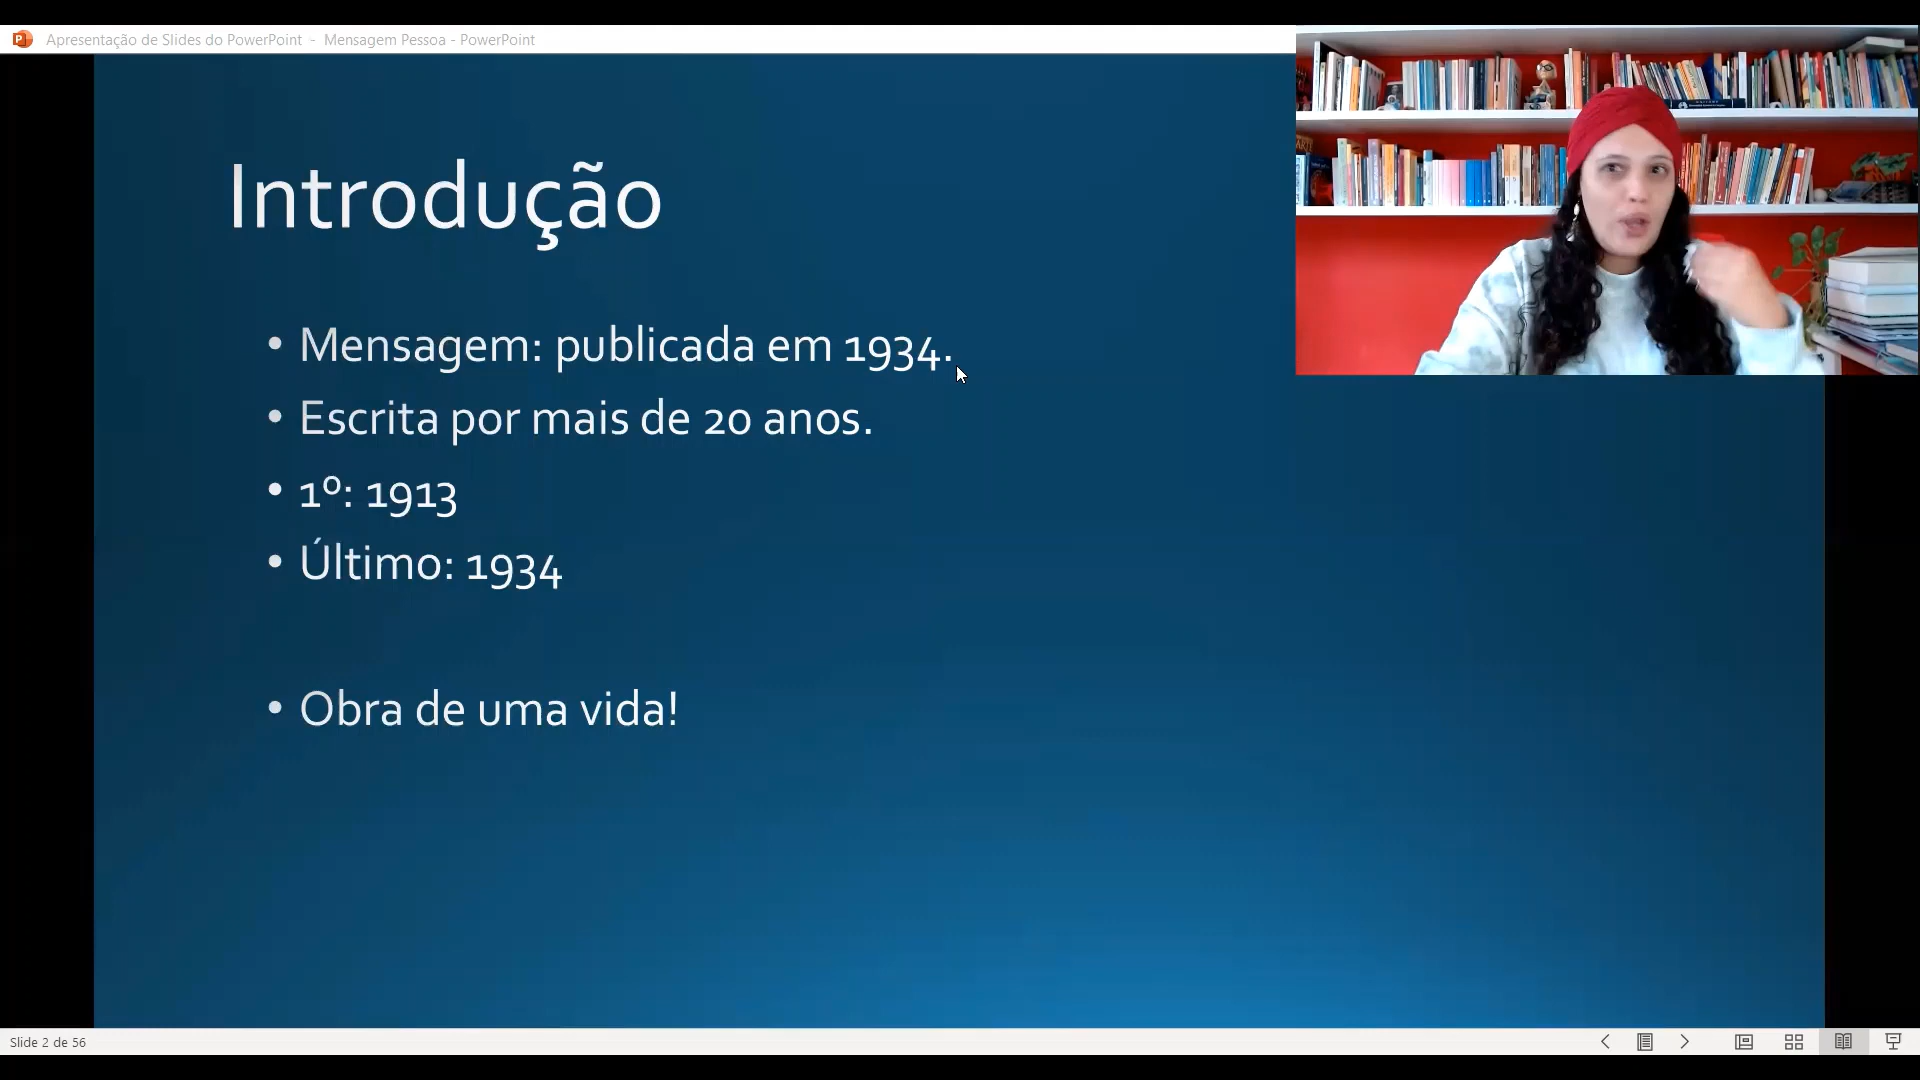 Apresentação de Slides do PowerPoint - Mensagem Pessoa - PowerPoint
Introdução
• Mensagem: publicada em 1934.
• Escrita por mais de 20 anos.
• 1º: 1913
• Último: 1934
• Obra de uma vida!
Slide 2 de 56